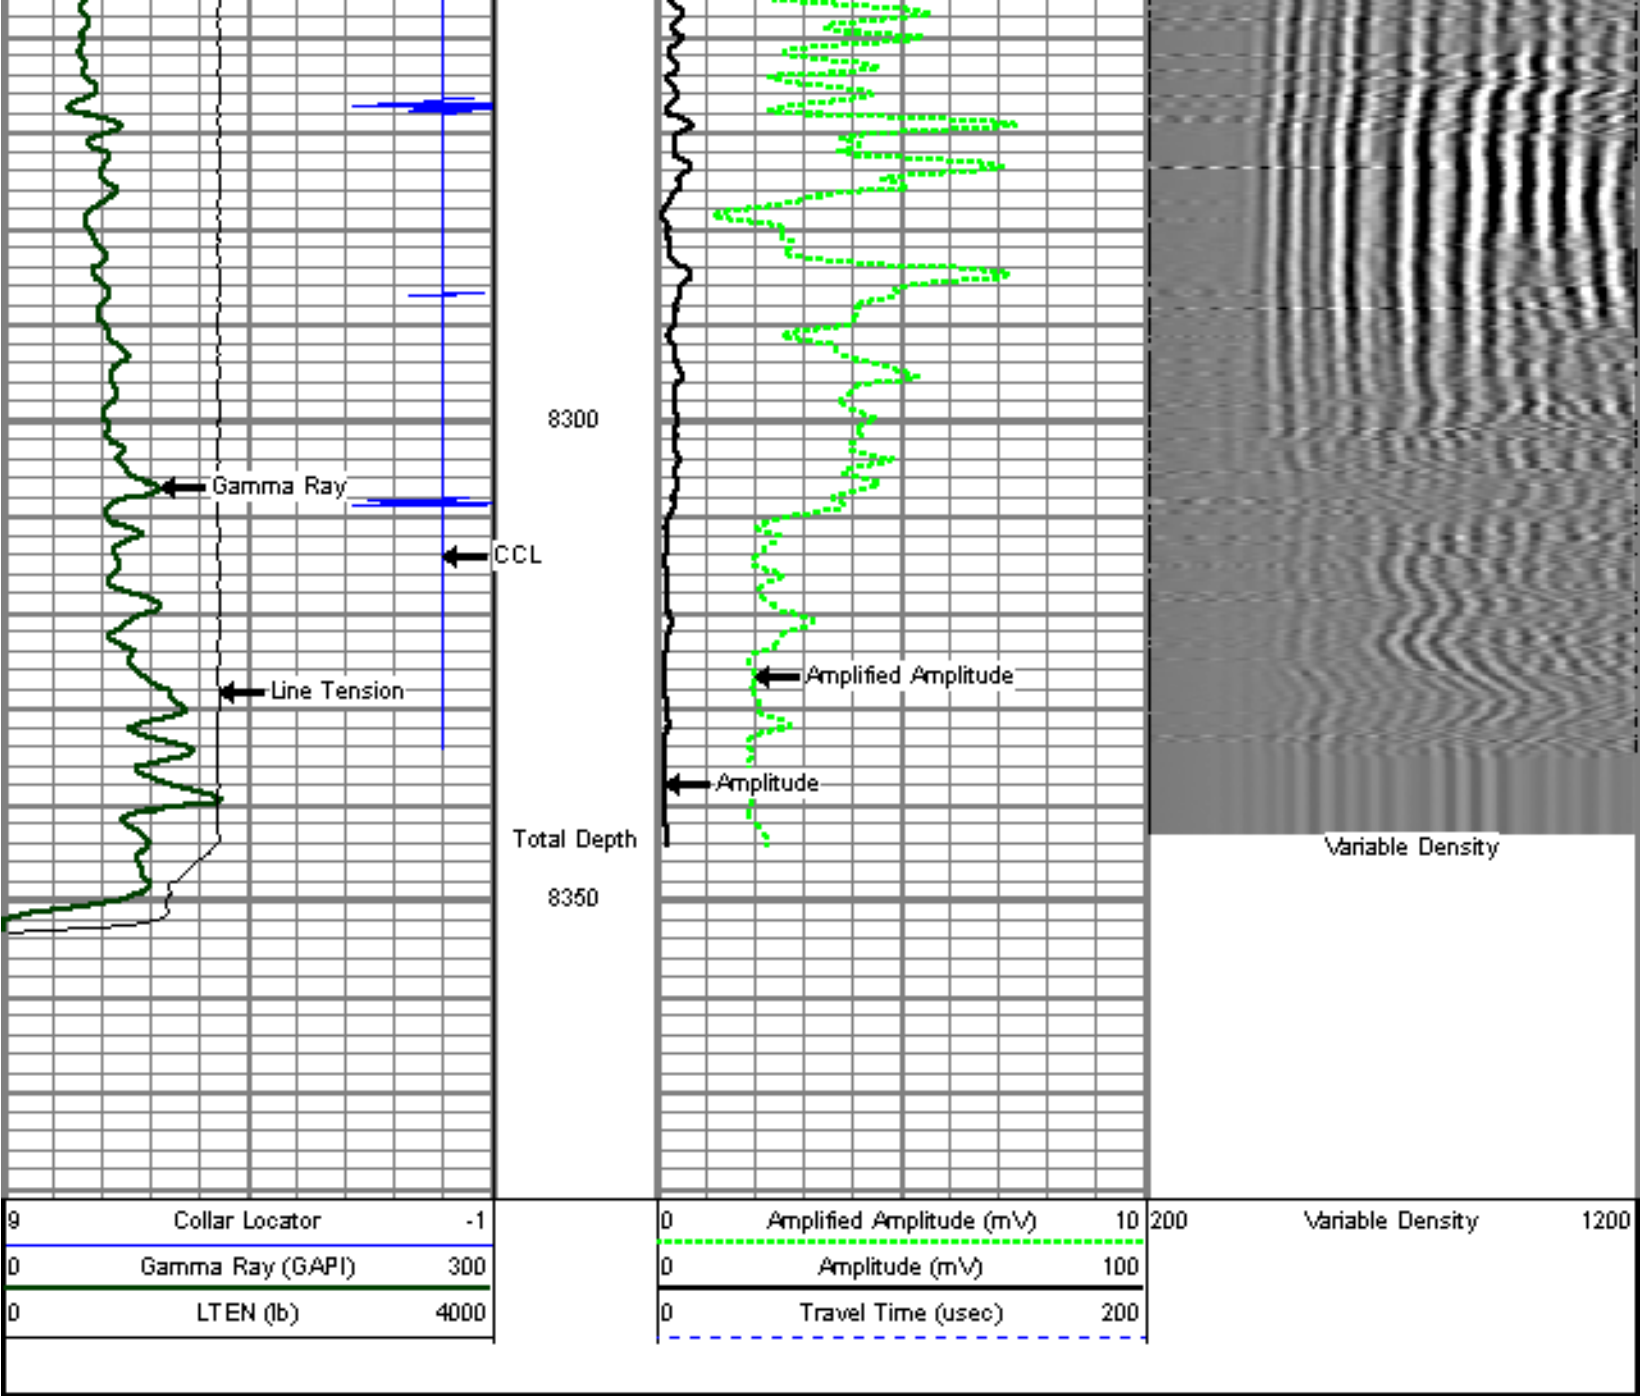 8300
Gamma Ray
CCL
Amplified Amplitude
Line Tension
Amplitude
Total Depth
Variable Density
8350
9 Collar Locator -1
0 Gamma Ray (GAPI) 300
0 LTEN (lb) 4000
0 Amplified Amplitude (mV) 10
0 Amplitude (mV) 100
0 Travel Time (usec) 200
200 Variable Density 1200